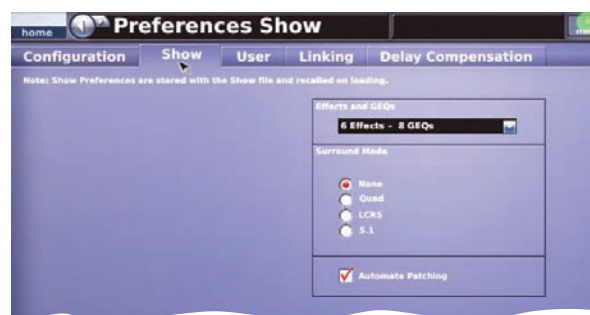 Preferences Show
home
Configuration Show User Linking Delay Compensation
Note: Show Preferences are stored with the Show file and recalled on loading.
Effects and GEQs
6 Effects - 8 GEQs
Surround Mode
None
Quad
LCRS
5.1
Automate Patching